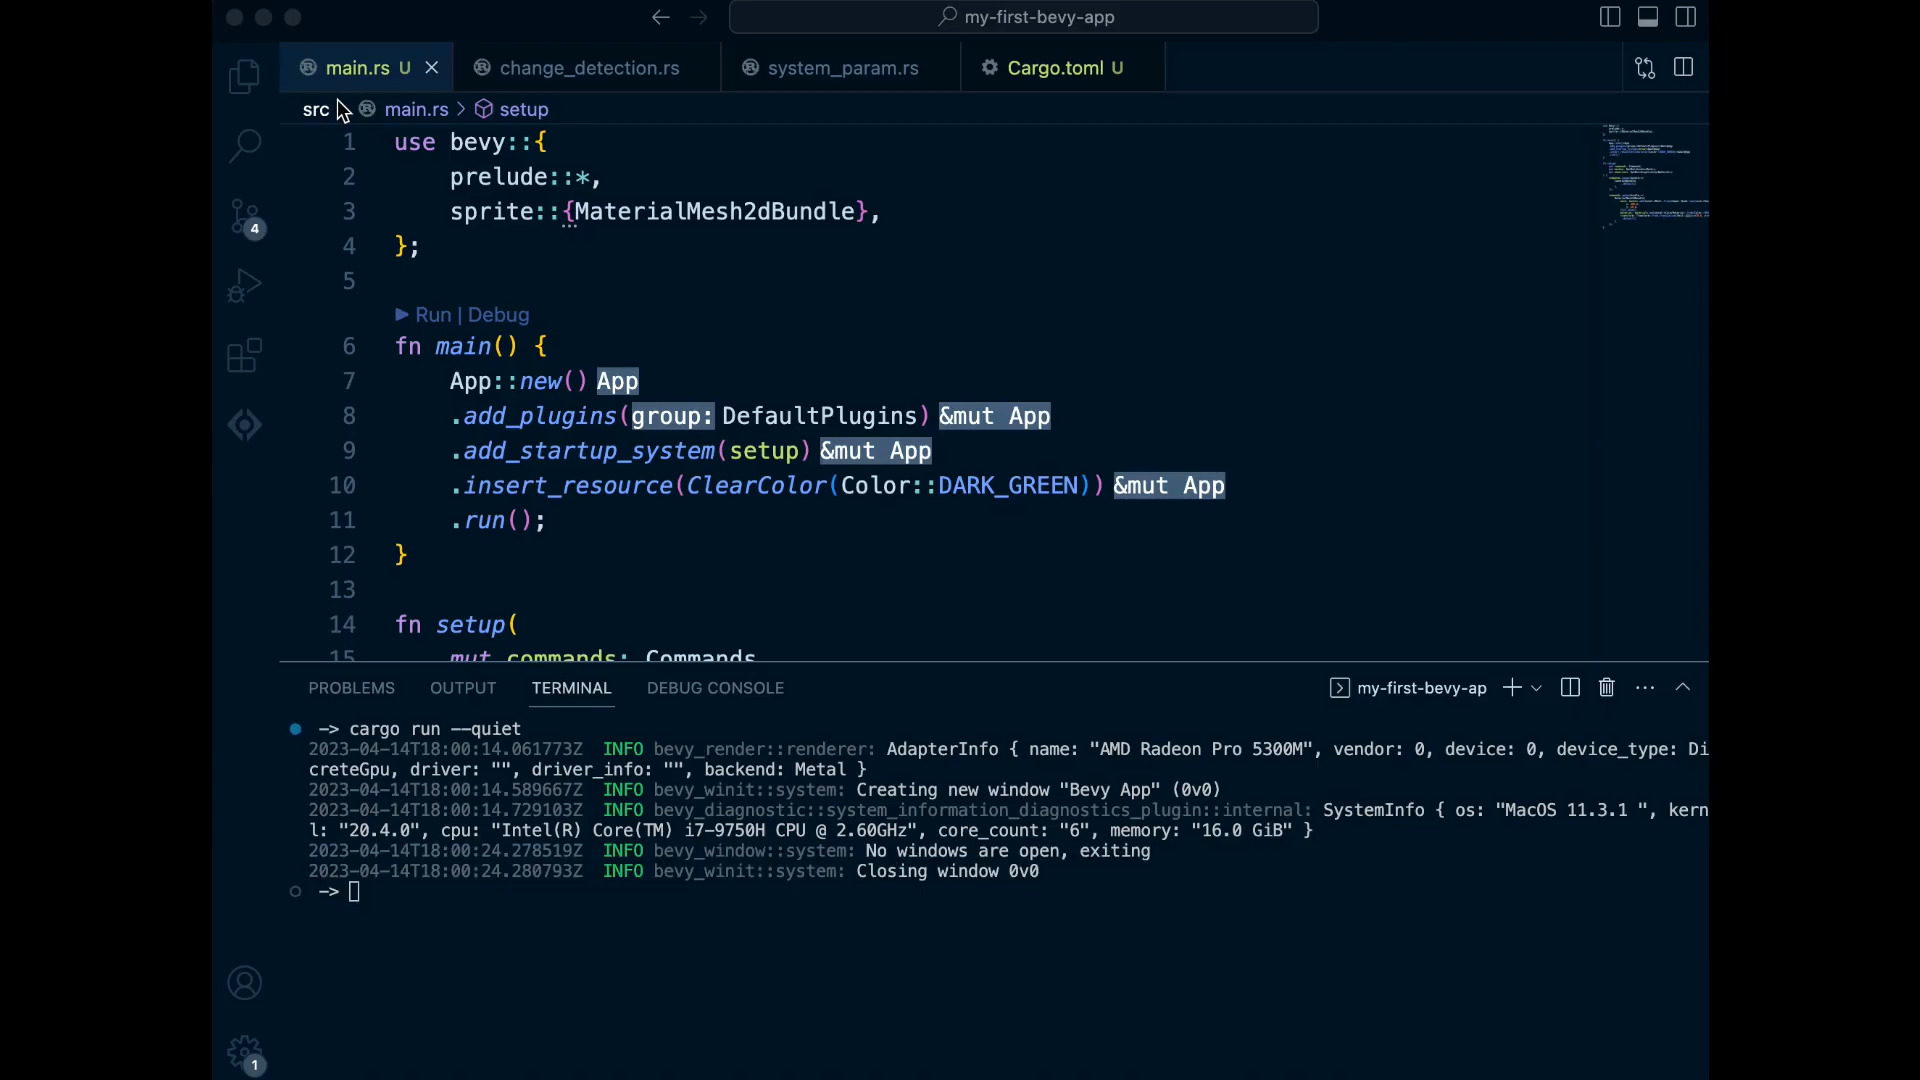 my-first-bevy-app
main.rs U
change_detection.rs
system_param.rs
Cargo.toml U
src main.rs > setup
1 use bevy::{
2 prelude::*,
3 sprite::{MaterialMesh2dBundle},
4 };
5
Run | Debug
6 fn main() {
7 App::new() App
8 .add_plugins(group: DefaultPlugins) &mut App
9 .add_startup_system(setup) &mut App
10 .insert_resource(ClearColor(Color::DARK_GREEN)) &mut App
11 .run();
12 }
13
14 fn setup(
15 mut commands: Commands
4
PROBLEMS OUTPUT TERMINAL DEBUG CONSOLE my-first-bevy-ap
-> cargo run --quiet
2023-04-14T18:00:14.061773Z INFO bevy_render::renderer: AdapterInfo { name: "AMD Radeon Pro 5300M", vendor: 0, device: 0, device_type: Di
creteGpu, driver: "", driver_info: "", backend: Metal }
2023-04-14T18:00:14.589667Z INFO bevy_winit::system: Creating new window "Bevy App" (0v0)
2023-04-14T18:00:14.729103Z INFO bevy_diagnostic::system_information_diagnostics_plugin::internal: SystemInfo { os: "MacOS 11.3.1 ", kern
l: "20.4.0", cpu: "Intel(R) Core(TM) i7-9750H CPU @ 2.60GHz", core_count: "6", memory: "16.0 GiB" }
2023-04-14T18:00:24.278519Z INFO bevy_window::system: No windows are open, exiting
2023-04-14T18:00:24.280793Z INFO bevy_winit::system: Closing window 0v0
->
1